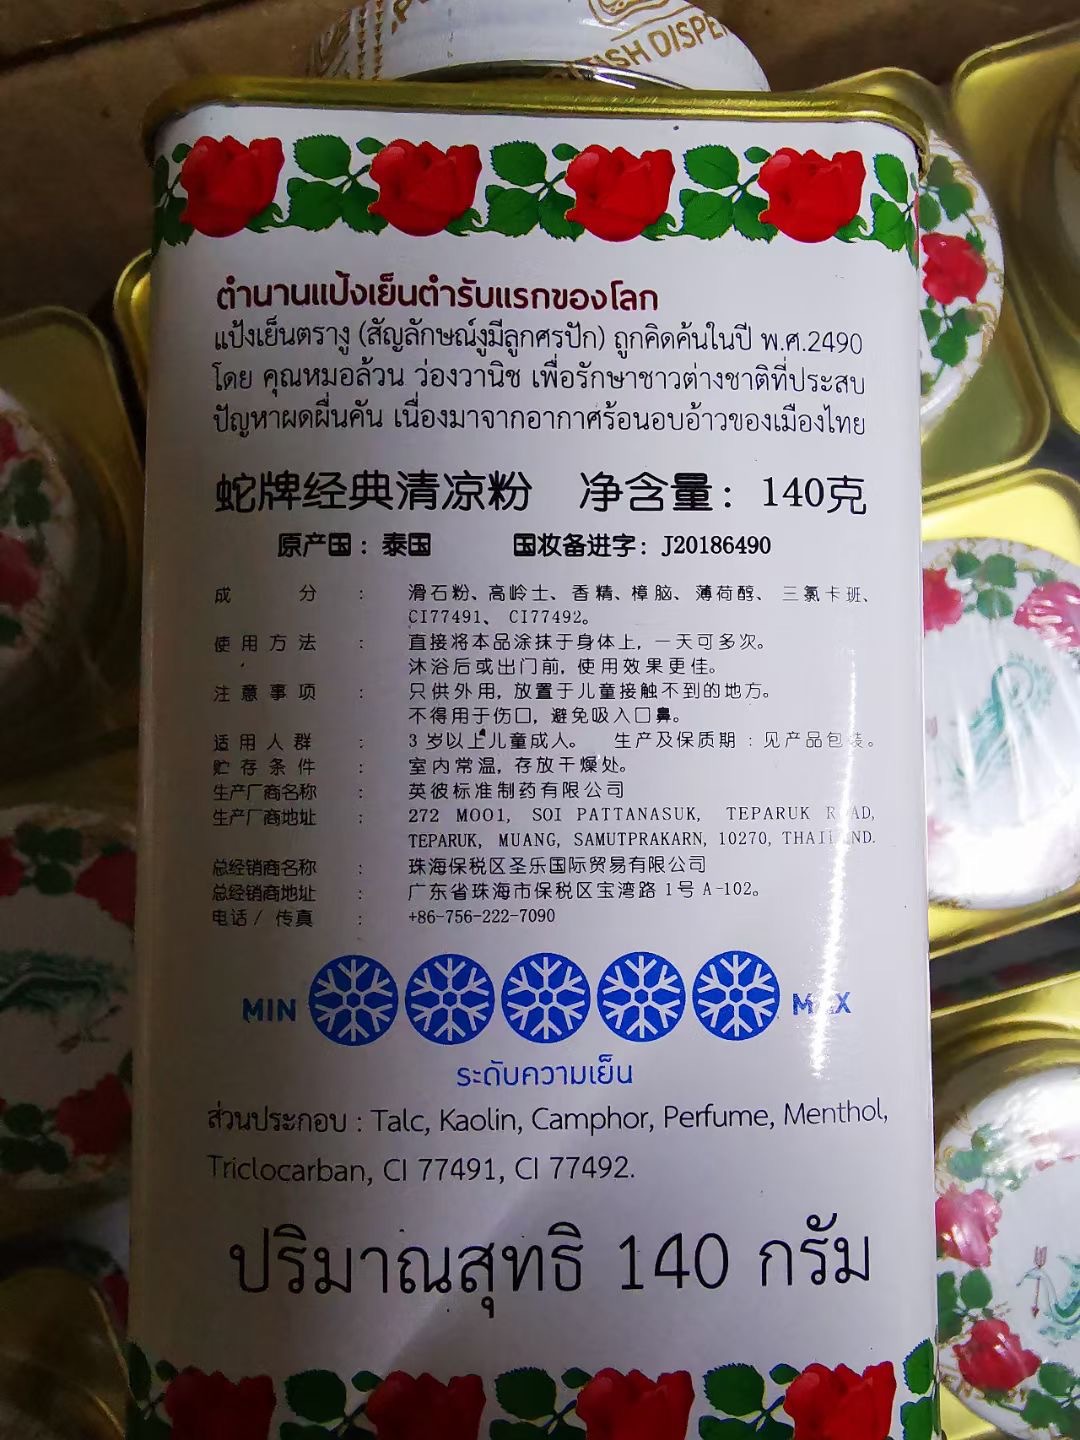 TISH DISPE
ตำนานแป้งเย็นตำรับแรกของโลก
แป้งเย็นตรางู (สัญลักษณ์งูมีลูกศรปัก) ถูกคิดค้นในปี พ.ศ.2490
โดย คุณหมอล้วน ว่องวานิช เพื่อรักษาชาวต่างชาติที่ประสบ
ปัญหาผดผื่นคัน เนื่องมาจากอากาศร้อนอบอ้าวของเมืองไทย
蛇牌经典清凉粉 净含量：140克
原产国：泰国 国妆备进字：J20186490
成分：滑石粉、高岭土、香精、樟脑、薄荷醇、三氯卡班、
CI77491、CI77492。
使用方法：直接将本品涂抹于身体上，一天可多次。
沐浴后或出门前，使用效果更佳。
注意事项：只供外用，放置于儿童接触不到的地方。
不得用于伤口，避免吸入口鼻。
适用人群：3岁以上儿童成人。 生产及保质期：见产品包装。
贮存条件：室内常温，存放干燥处。
生产厂商名称：英彼标准制药有限公司
生产厂商地址：272 MOO1, SOI PATTANASUK, TEPARUK ROAD,
TEPARUK, MUANG, SAMUTPRAKARN, 10270, THAILAND.
总经销商名称：珠海保税区圣乐国际贸易有限公司
总经销商地址：广东省珠海市保税区宝湾路1号A-102。
电话/传真：+86-756-222-7090
MIN MAX
ระดับความเย็น
ส่วนประกอบ : Talc, Kaolin, Camphor, Perfume, Menthol,
Triclocarban, CI 77491, CI 77492.
ปริมาณสุทธิ 140 กรัม